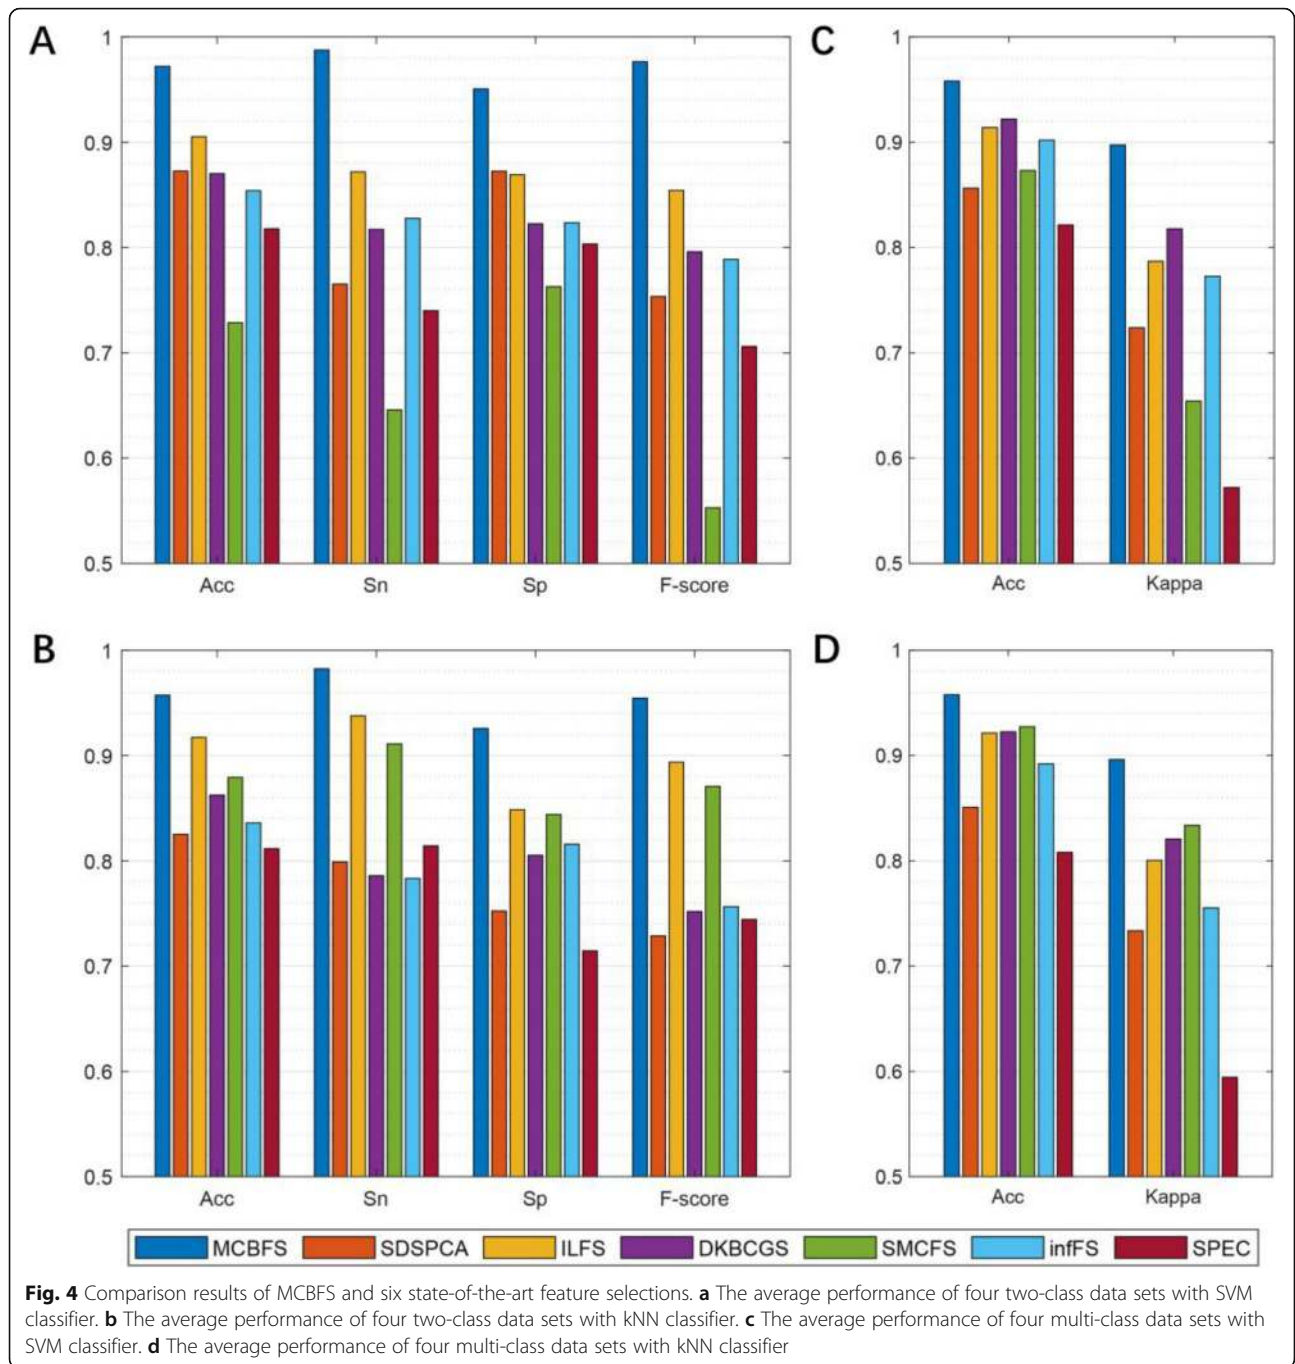 A
1
0.9
0.8
0.7
0.6
0.5
Acc Sn Sp F-score
C
1
0.9
0.8
0.7
0.6
0.5
Acc Kappa
B
1
0.9
0.8
0.7
0.6
0.5
Acc Sn Sp F-score
D
1
0.9
0.8
0.7
0.6
0.5
Acc Kappa
MCBFS SDSPCA ILFS DKBCGS SMCFS infFS SPEC
Fig. 4 Comparison results of MCBFS and six state-of-the-art feature selections. a The average performance of four two-class data sets with SVM
classifier. b The average performance of four two-class data sets with kNN classifier. c The average performance of four multi-class data sets with
SVM classifier. d The average performance of four multi-class data sets with kNN classifier